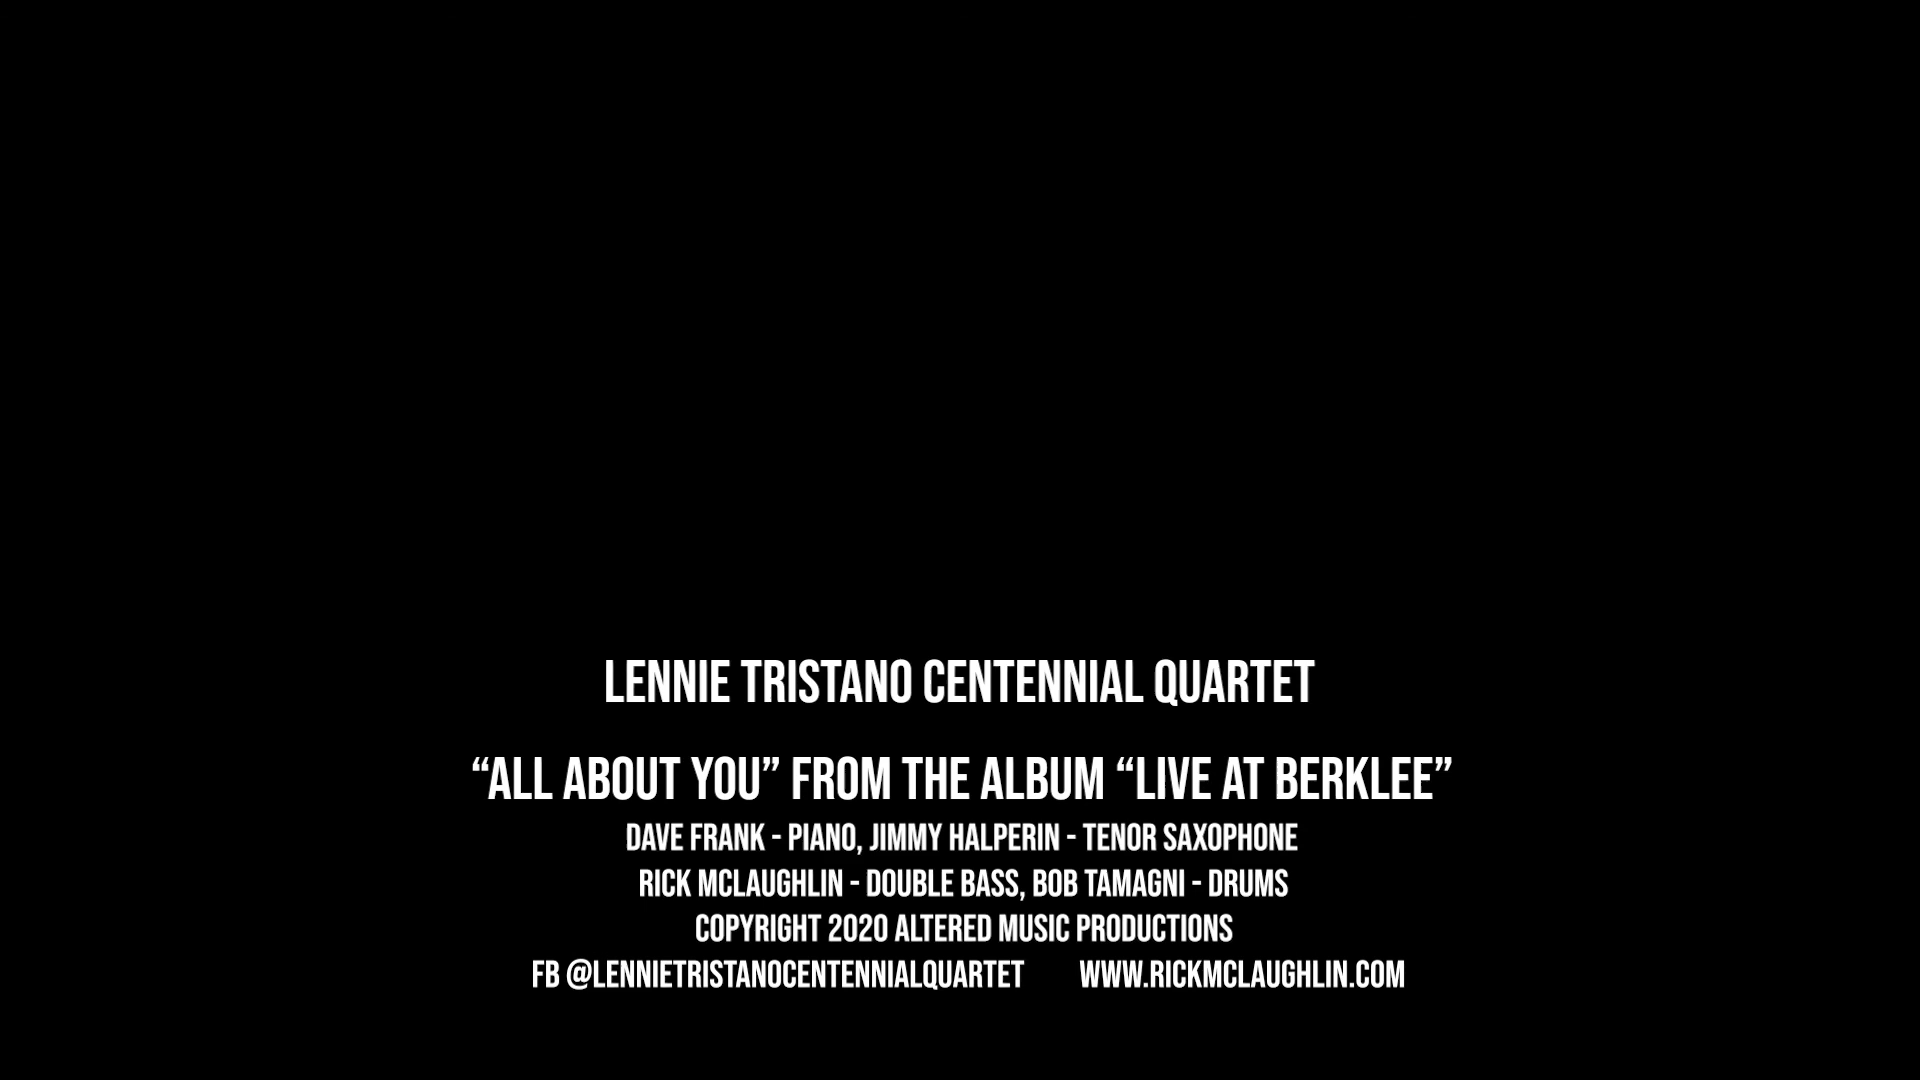 LENNIE TRISTANO CENTENNIAL QUARTET
“ALL ABOUT YOU” FROM THE ALBUM “LIVE AT BERKLEE”
DAVE FRANK - PIANO, JIMMY HALPERIN - TENOR SAXOPHONE
RICK MCLAUGHLIN - DOUBLE BASS, BOB TAMAGNI - DRUMS
COPYRIGHT 2020 ALTERED MUSIC PRODUCTIONS
FB @LENNIETRISTANOCENTENNIALQUARTET WWW.RICKMCLAUGHLIN.COM